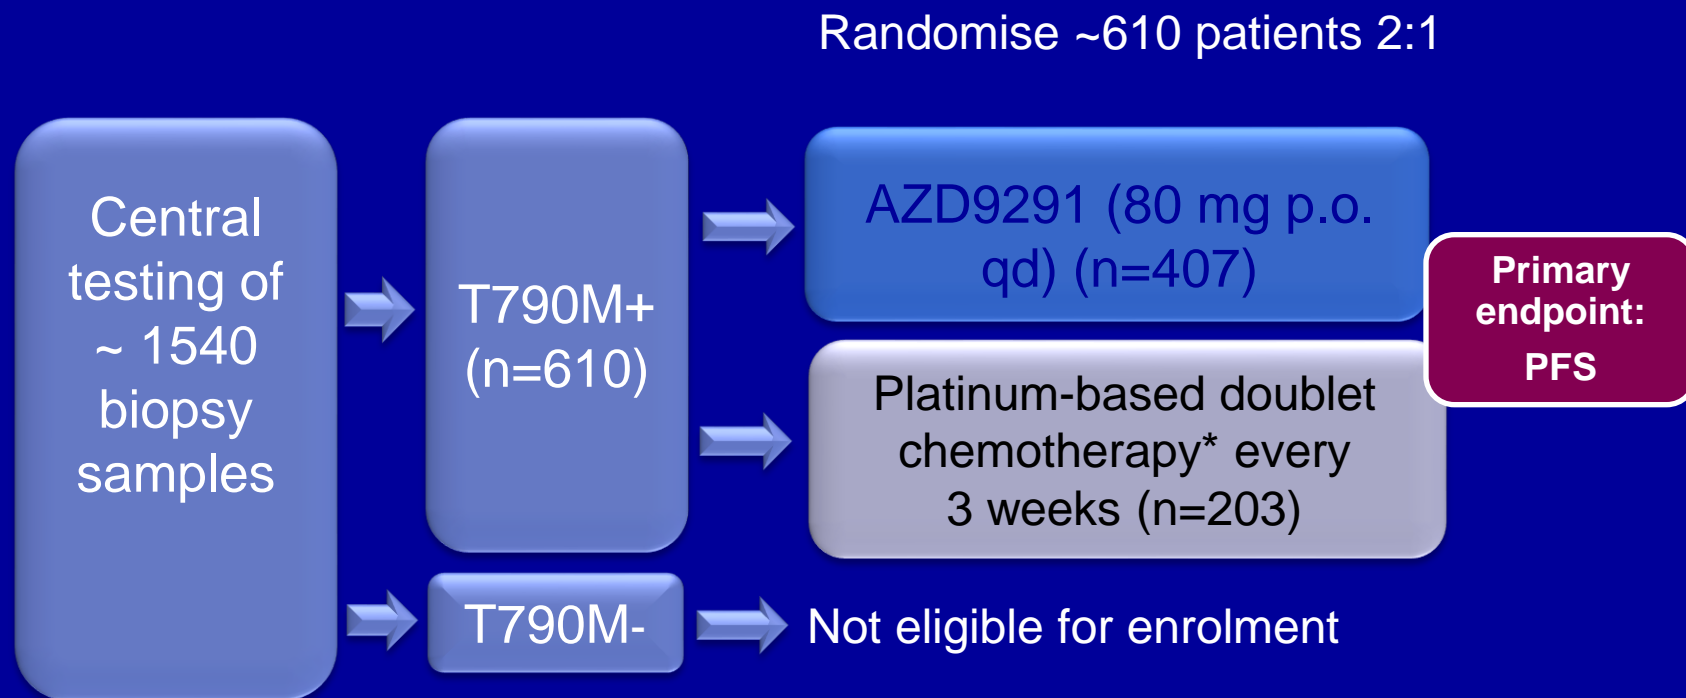 Randomise ~610 patients 2:1
Central
testing of
~ 1540
biopsy
samples
T790M+
(n=610)
AZD9291 (80 mg p.o.
qd) (n=407)
Platinum-based doublet
chemotherapy* every
3 weeks (n=203)
Primary
endpoint:
PFS
T790M-
Not eligible for enrolment